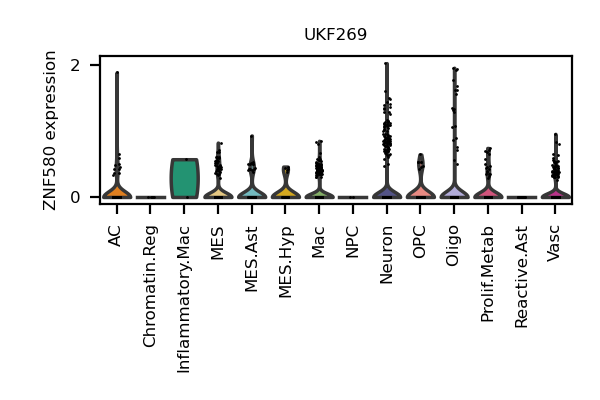 UKF269
ZNF580 expression
2
0
AC
Chromatin.Reg
Inflammatory.Mac
MES
MES.Ast
MES.Hyp
Mac
NPC
Neuron
OPC
Oligo
Prolif.Metab
Reactive.Ast
Vasc